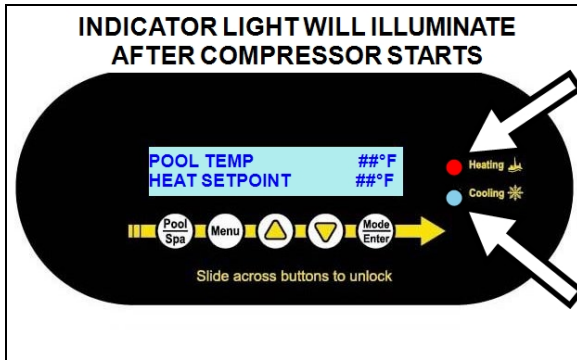 INDICATOR LIGHT WILL ILLUMINATE
AFTER COMPRESSOR STARTS
POOL TEMP ##°F
HEAT SETPOINT ##°F
Heating
Cooling
Pool
Spa
Menu
Mode
Enter
Slide across buttons to unlock